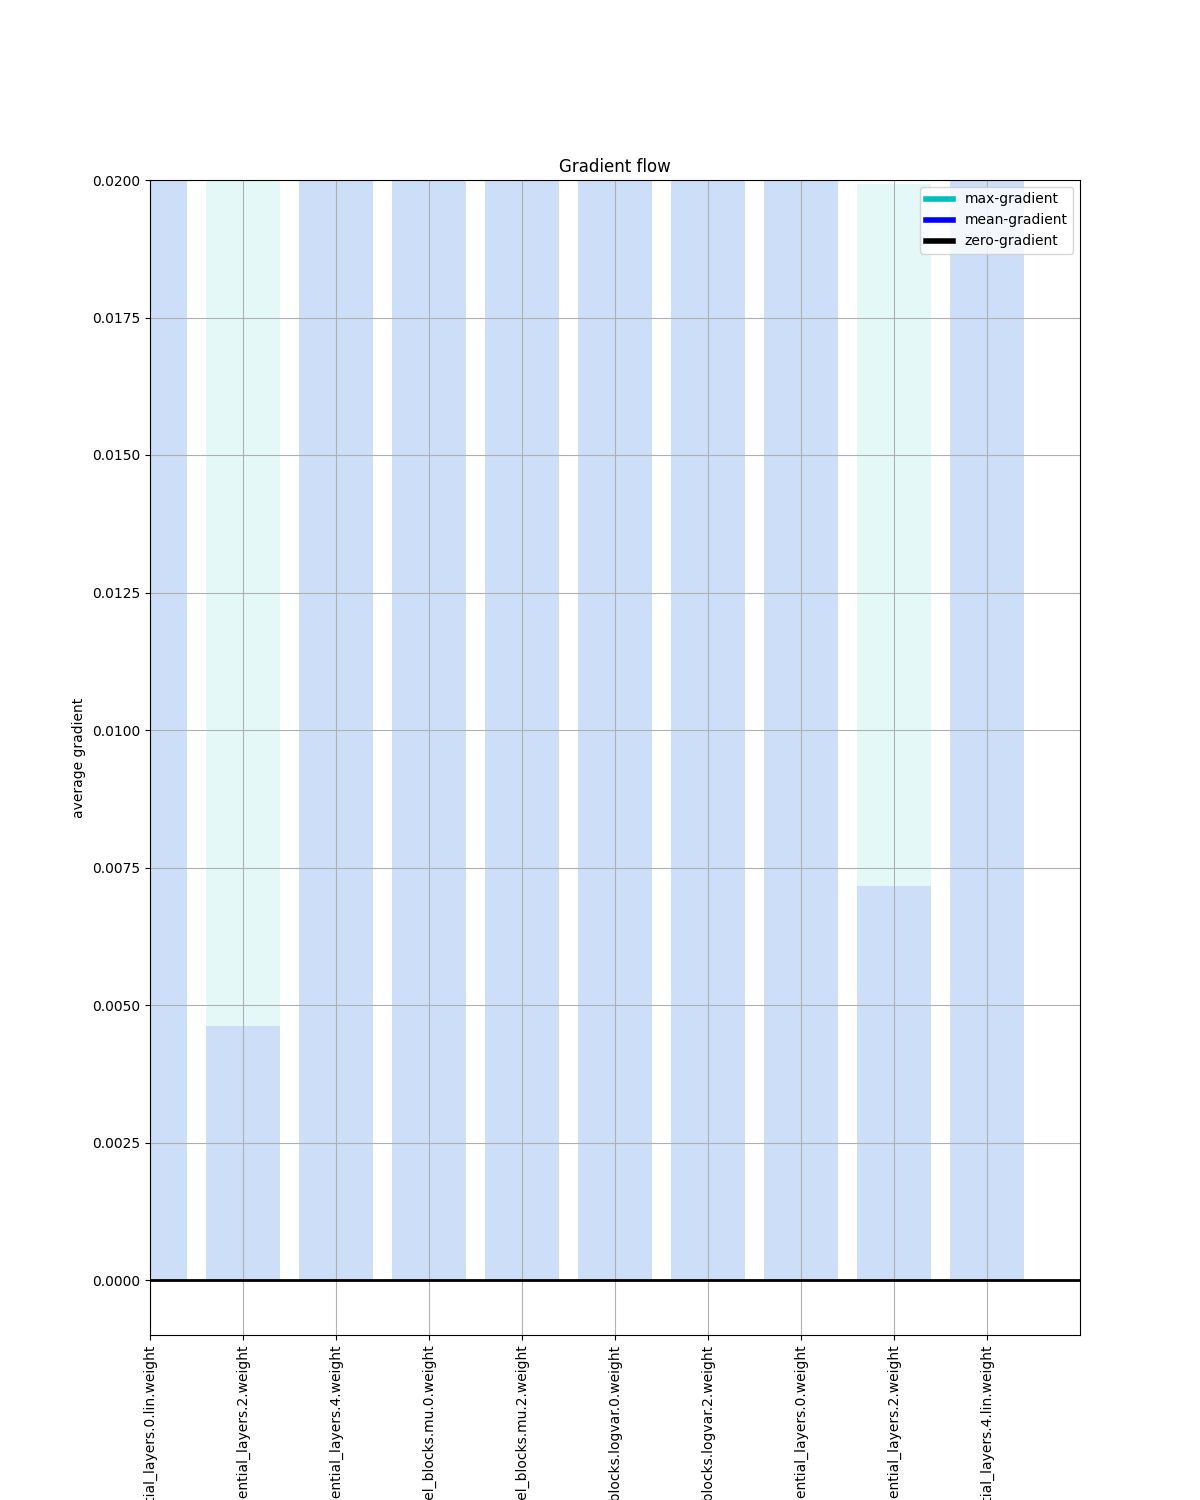 Gradient flow
0.0200
0.0175
0.0150
0.0125
0.0100
0.0075
0.0050
0.0025
0.0000
average gradient
max-gradient
mean-gradient
zero-gradient
tial_layers.0.lin.weight
ential_layers.2.weight
ential_layers.4.weight
el_blocks.mu.0.weight
el_blocks.mu.2.weight
blocks.logvar.0.weight
blocks.logvar.2.weight
ential_layers.0.weight
ential_layers.2.weight
tial_layers.4.lin.weight